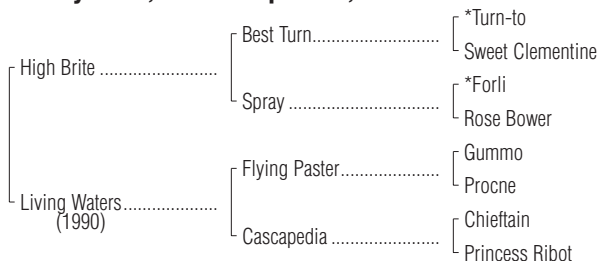 *Turn-to
Best Turn
Sweet Clementine
High Brite
*Forli
Spray
Rose Bower
Gummo
Flying Paster
Procne
Living Waters
(1990)
Chieftain
Cascapedia
Princess Ribot